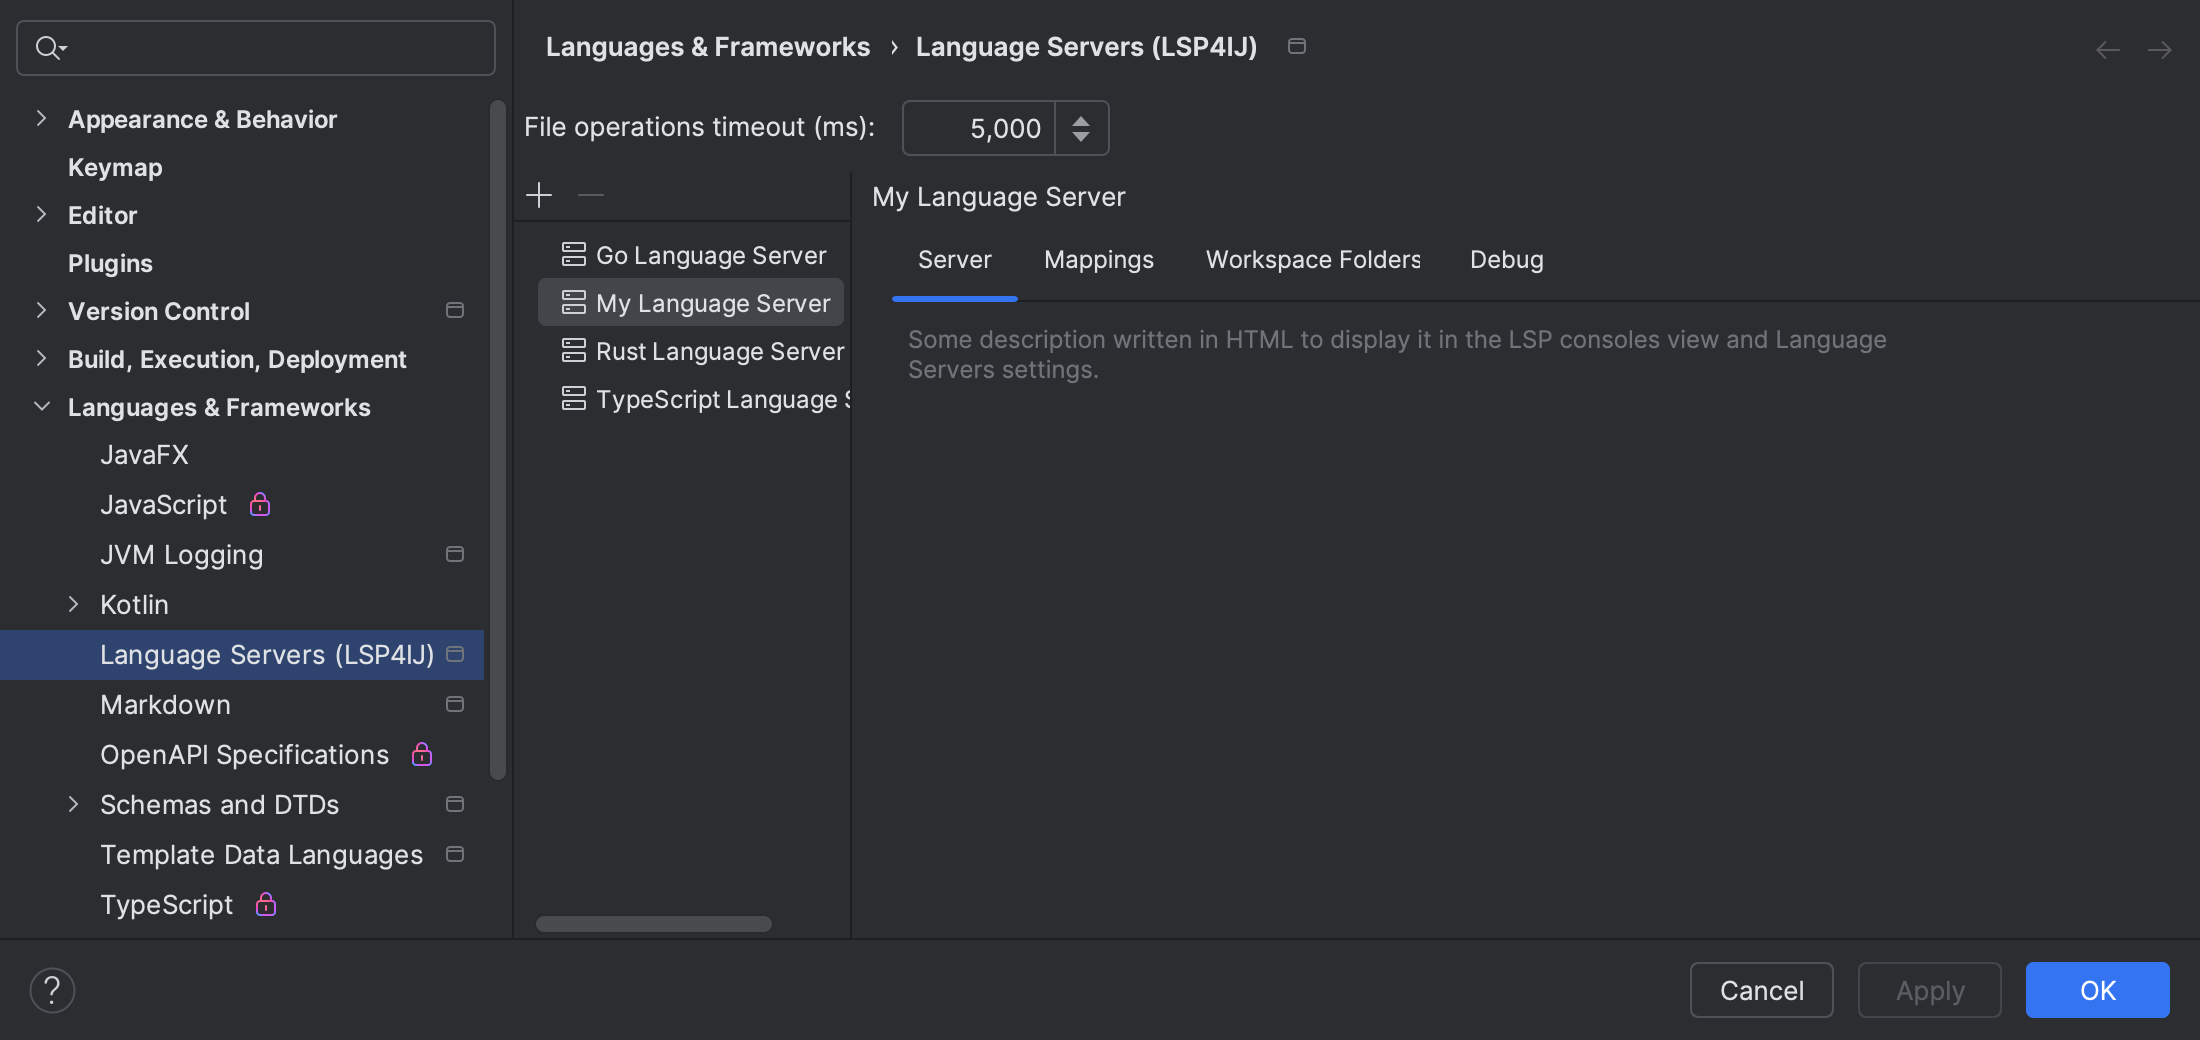 Appearance & Behavior
Keymap
Editor
Plugins
Version Control
Build, Execution, Deployment
Languages & Frameworks
JavaFX
JavaScript
JVM Logging
Kotlin
Language Servers (LSP4IJ)
Markdown
OpenAPI Specifications
Schemas and DTDs
Template Data Languages
TypeScript
Languages & Frameworks › Language Servers (LSP4IJ)
File operations timeout (ms): 5,000
Go Language Server
My Language Server
Rust Language Server
TypeScript Language S
My Language Server
Server Mappings Workspace Folders Debug
Some description written in HTML to display it in the LSP consoles view and Language
Servers settings.
? Cancel Apply OK